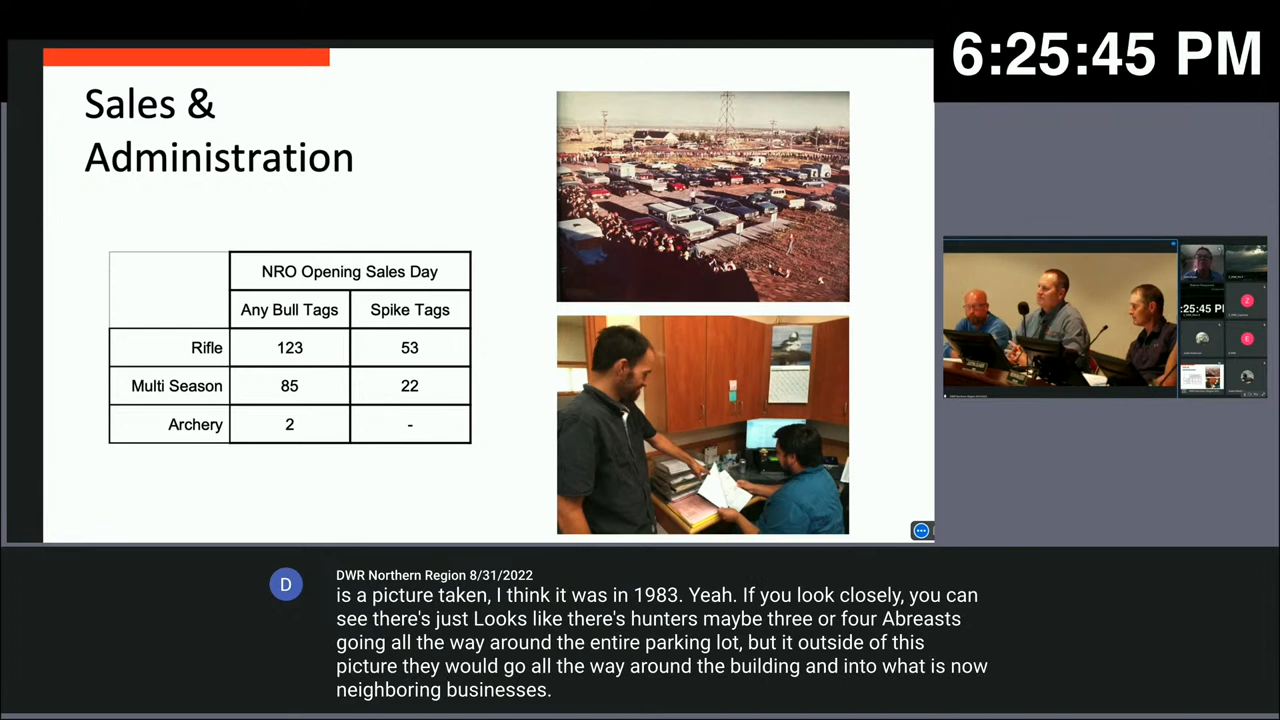 6:25:45 PM
Sales &
Administration
NRO Opening Sales Day
Any Bull Tags Spike Tags
Rifle 123 53
Multi Season 85 22
Archery 2 -
:25:45 PM
Z
E
D
DWR Northern Region 8/31/2022
is a picture taken, I think it was in 1983. Yeah. If you look closely, you can
see there's just Looks like there's hunters maybe three or four Abreasts
going all the way around the entire parking lot, but it outside of this
picture they would go all the way around the building and into what is now
neighboring businesses.